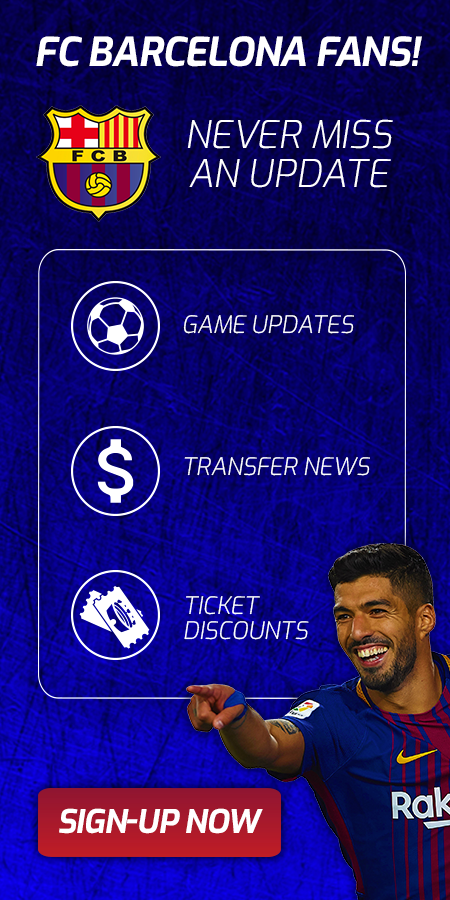 FC BARCELONA FANS!
FCB
NEVER MISS
AN UPDATE
GAME UPDATES
$
TRANSFER NEWS
TICKET
DISCOUNTS
Rak
SIGN-UP NOW